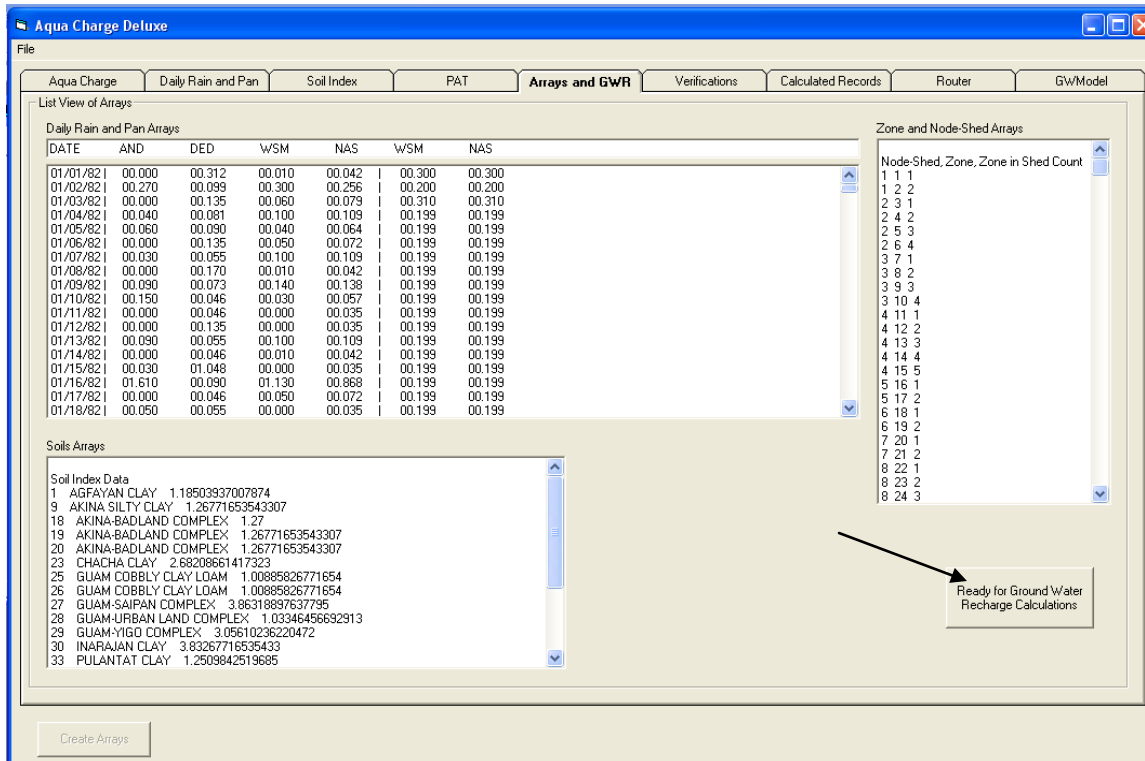 Aqua Charge Deluxe
File
Aqua Charge Daily Rain and Pan Soil Index PAT Arrays and GWR Verifications Calculated Records Router GWModel
List View of Arrays
Daily Rain and Pan Arrays
DATE AND DED WSM NAS WSM NAS
01/01/82 | 00.000 00.312 00.010 00.042 | 00.300 00.300
01/02/82 | 00.270 00.099 00.300 00.256 | 00.200 00.200
01/03/82 | 00.000 00.135 00.060 00.079 | 00.310 00.310
01/04/82 | 00.040 00.081 00.100 00.109 | 00.199 00.199
01/05/82 | 00.060 00.090 00.040 00.064 | 00.199 00.199
01/06/82 | 00.000 00.135 00.050 00.072 | 00.199 00.199
01/07/82 | 00.030 00.055 00.100 00.109 | 00.199 00.199
01/08/82 | 00.000 00.170 00.010 00.042 | 00.199 00.199
01/09/82 | 00.090 00.073 00.140 00.138 | 00.199 00.199
01/10/82 | 00.150 00.046 00.030 00.057 | 00.199 00.199
01/11/82 | 00.000 00.046 00.000 00.035 | 00.199 00.199
01/12/82 | 00.000 00.135 00.000 00.035 | 00.199 00.199
01/13/82 | 00.090 00.055 00.100 00.109 | 00.199 00.199
01/14/82 | 00.000 00.046 00.010 00.042 | 00.199 00.199
01/15/82 | 00.030 01.048 00.000 00.035 | 00.199 00.199
01/16/82 | 01.610 00.090 01.130 00.868 | 00.199 00.199
01/17/82 | 00.000 00.046 00.050 00.072 | 00.199 00.199
01/18/82 | 00.050 00.055 00.000 00.035 | 00.199 00.199
Zone and Node-Shed Arrays
Node-Shed, Zone, Zone in Shed Count
1 1 1
1 2 2
2 3 1
2 4 2
2 5 3
2 6 4
3 7 1
3 8 2
3 9 3
3 10 4
4 11 1
4 12 2
4 13 3
4 14 4
4 15 5
5 16 1
5 17 2
6 18 1
6 19 2
7 20 1
7 21 2
8 22 1
8 23 2
8 24 3
Soils Arrays
Soil Index Data
1 AGFAYAN CLAY 1.18503937007874
9 AKINA SILTY CLAY 1.26771653543307
18 AKINA-BADLAND COMPLEX 1.27
19 AKINA-BADLAND COMPLEX 1.26771653543307
20 AKINA-BADLAND COMPLEX 1.26771653543307
23 CHACHA CLAY 2.68208661417323
25 GUAM COBBLY CLAY LOAM 1.00885826771654
26 GUAM COBBLY CLAY LOAM 1.00885826771654
27 GUAM-SAIPAN COMPLEX 3.86318897637795
28 GUAM-URBAN LAND COMPLEX 1.03346456692913
29 GUAM-YIGO COMPLEX 3.05610236220472
30 INARAJAN CLAY 3.83267716535433
33 PULANTAT CLAY 1.2509842519685
Ready for Ground Water
Recharge Calculations
Create Arrays